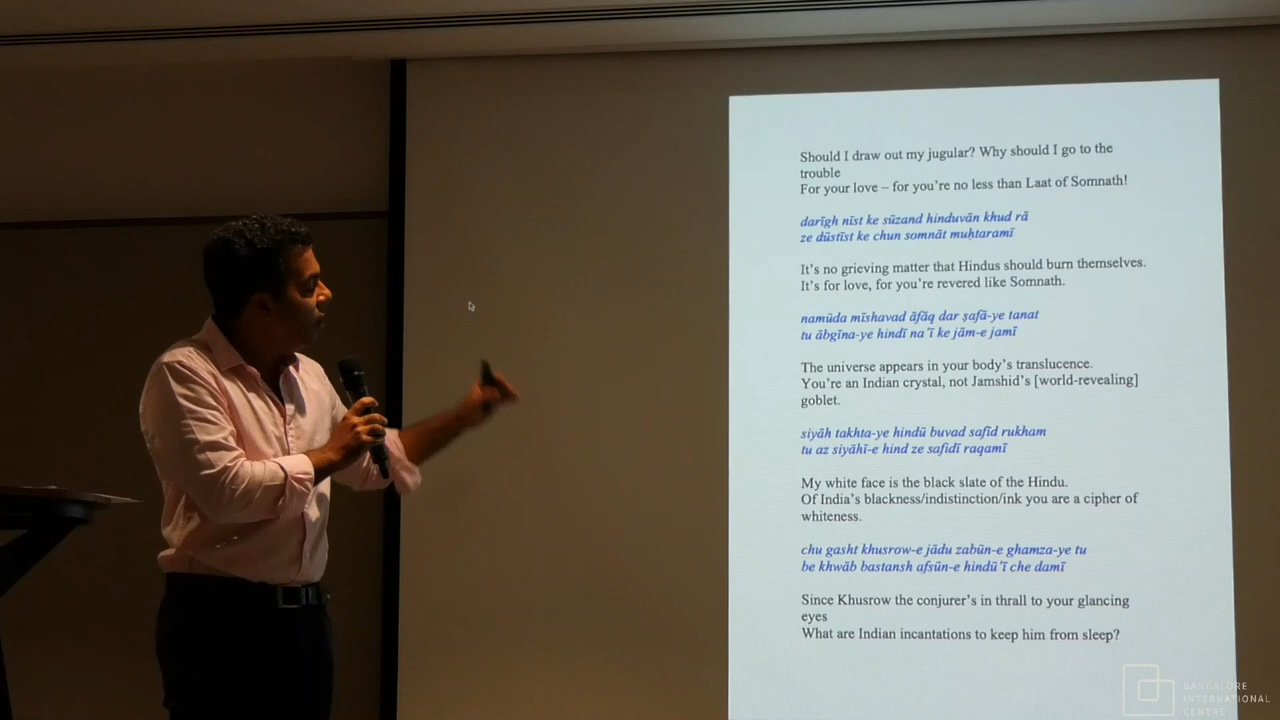 Should I draw out my jugular? Why should I go to the
trouble
For your love – for you're no less than Laat of Somnath!
darīgh nīst ke sūzand hinduvān khud rā
ze dūstīst ke chun somnāt muḥtaramī
It's no grieving matter that Hindus should burn themselves.
It's for love, for you're revered like Somnath.
namūda mīshavad āfāq dar ṣafā-ye tanat
tu ābgīna-ye hindī na'ī ke jām-e jamī
The universe appears in your body's translucence.
You're an Indian crystal, not Jamshid's [world-revealing]
goblet.
siyāh takhta-ye hindū buvad safīd rukham
tu az siyāhī-e hind ze safidī raqamī
My white face is the black slate of the Hindu.
Of India's blackness/indistinction/ink you are a cipher of
whiteness.
chu gasht khusrow-e jādu zabūn-e ghamza-ye tu
be khwāb bastansh afsūn-e hindū'ī che damī
Since Khusrow the conjurer's in thrall to your glancing
eyes
What are Indian incantations to keep him from sleep?
BANGALORE
INTERNATIONAL
CENTRE